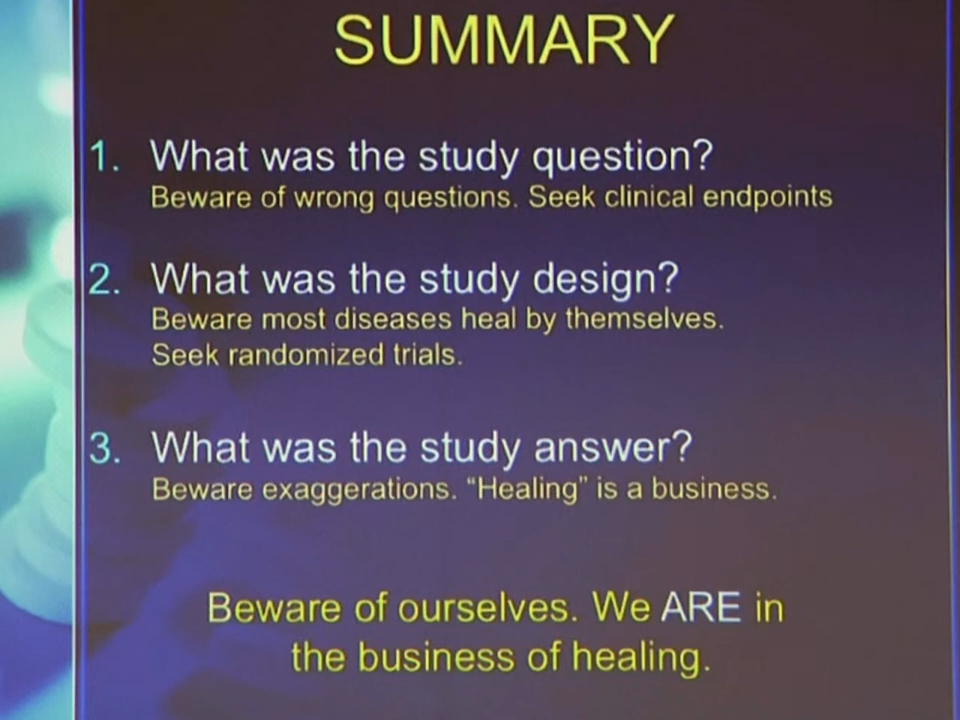 SUMMARY
1. What was the study question?
Beware of wrong questions. Seek clinical endpoints
2. What was the study design?
Beware most diseases heal by themselves.
Seek randomized trials.
3. What was the study answer?
Beware exaggerations. “Healing” is a business.
Beware of ourselves. We ARE in
the business of healing.